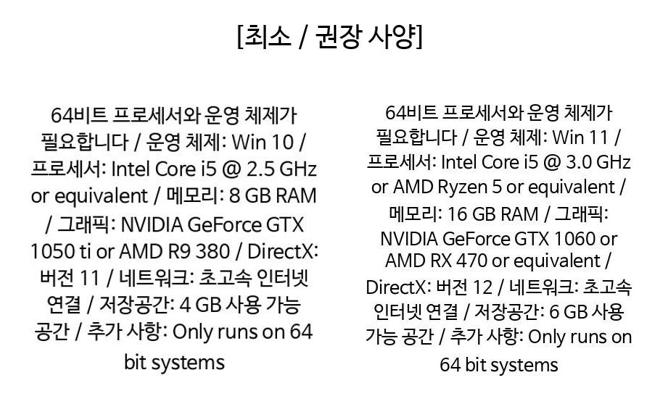 [최소 / 권장 사양]
64비트 프로세서와 운영 체제가
필요합니다 / 운영 체제: Win 10 /
프로세서: Intel Core i5 @ 2.5 GHz
or equivalent / 메모리: 8 GB RAM
/ 그래픽: NVIDIA GeForce GTX
1050 ti or AMD R9 380 / DirectX:
버전 11 / 네트워크: 초고속 인터넷
연결 / 저장공간: 4 GB 사용 가능
공간 / 추가 사항: Only runs on 64
bit systems
64비트 프로세서와 운영 체제가
필요합니다 / 운영 체제: Win 11 /
프로세서: Intel Core i5 @ 3.0 GHz
or AMD Ryzen 5 or equivalent /
메모리: 16 GB RAM / 그래픽:
NVIDIA GeForce GTX 1060 or
AMD RX 470 or equivalent /
DirectX: 버전 12 / 네트워크: 초고속
인터넷 연결 / 저장공간: 6 GB 사용
가능 공간 / 추가 사항: Only runs on
64 bit systems